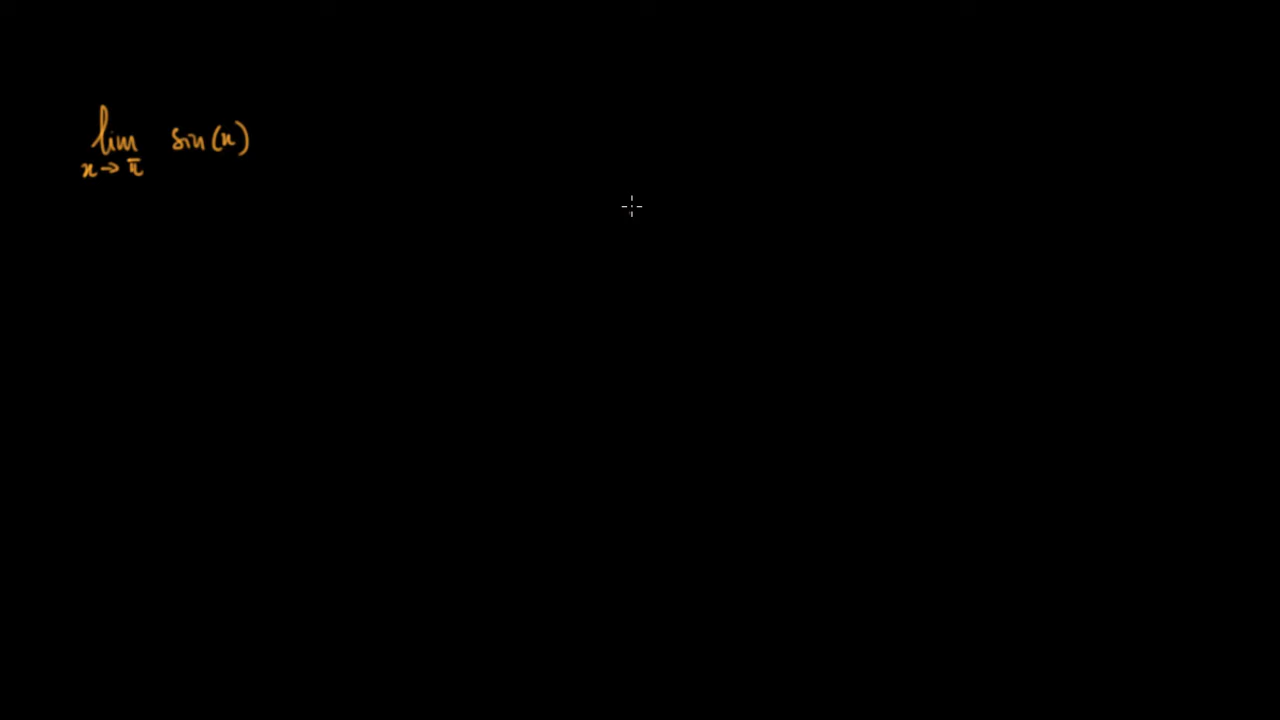 lim sin(x)
x→π